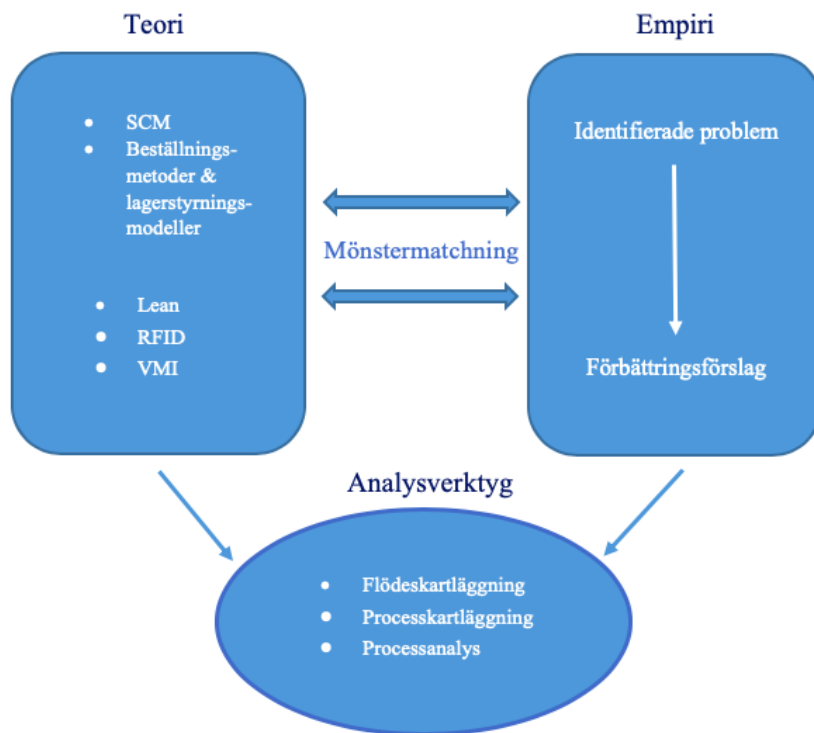 Teori
• SCM
• Beställnings-
metoder &
lagerstyrnings-
modeller
• Lean
• RFID
• VMI
Mönstermatchning
Empiri
Identifierade problem
Förbättringsförslag
Analysverktyg
• Flödeskartläggning
• Processkartläggning
• Processanalys